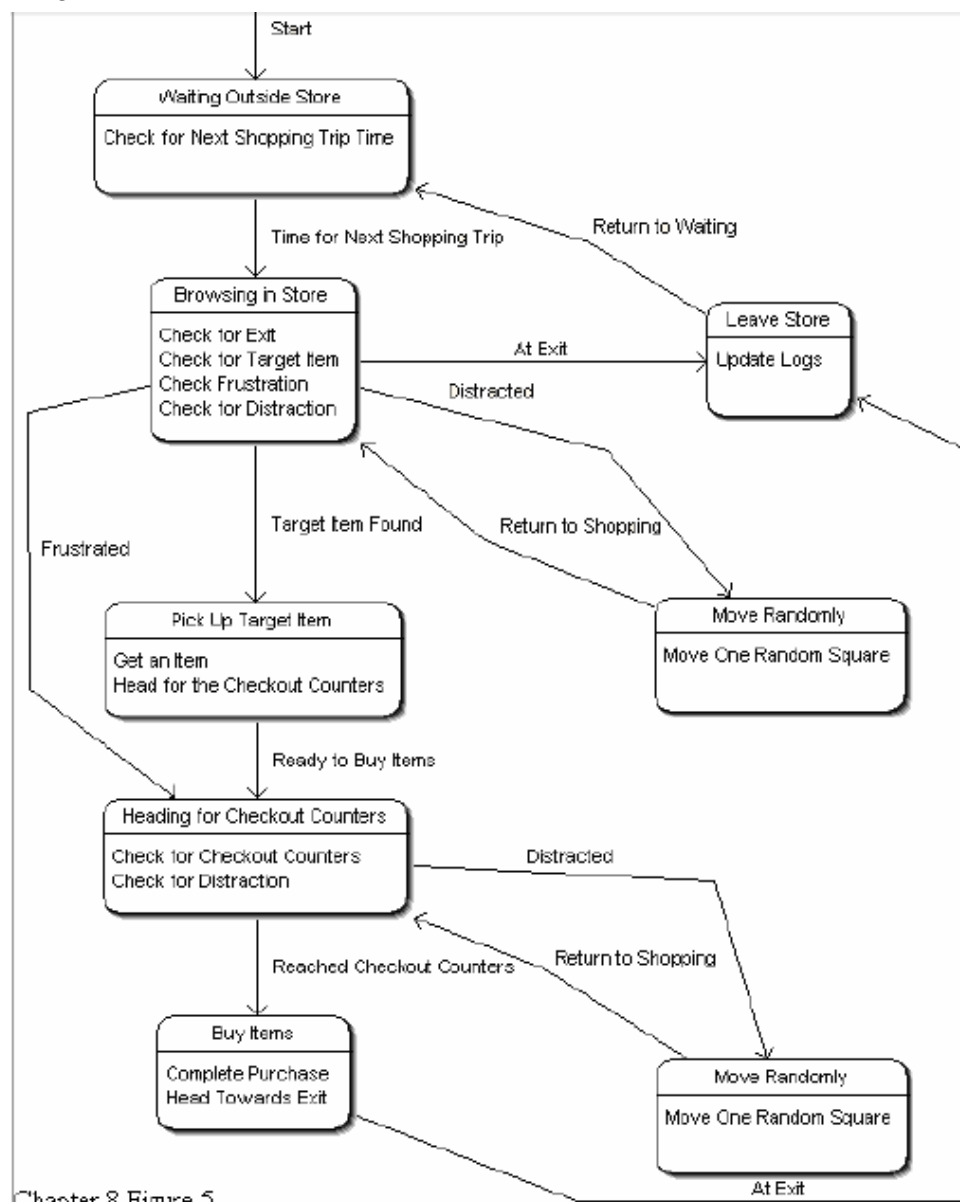 Start
Waiting Outside Store
Check for Next Shopping Trip Time
Return to Waiting
Time for Next Shopping Trip
Browsing in Store
Check for Exit
Check for Target Item
Check Frustration
Check for Distraction
At Exit
Leave Store
Update Logs
Distracted
Target Item Found
Return to Shopping
Frustrated
Pick Up Target Item
Get an Item
Head for the Checkout Counters
Move Randomly
Move One Random Square
Ready to Buy Items
Heading for Checkout Counters
Check for Checkout Counters
Check for Distraction
Distracted
Reached Checkout Counters
Return to Shopping
Buy Items
Complete Purchase
Head Towards Exit
Move Randomly
Move One Random Square
At Exit
Chapter 8 Figure 5